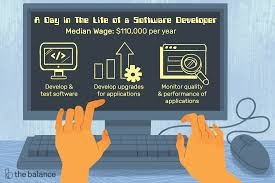 A Day in The Life of a Software Developer
Median Wage: $110,000 per year
Develop &
test software
Develop upgrades
for applications
Monitor quality
& performance of
applications
the balance